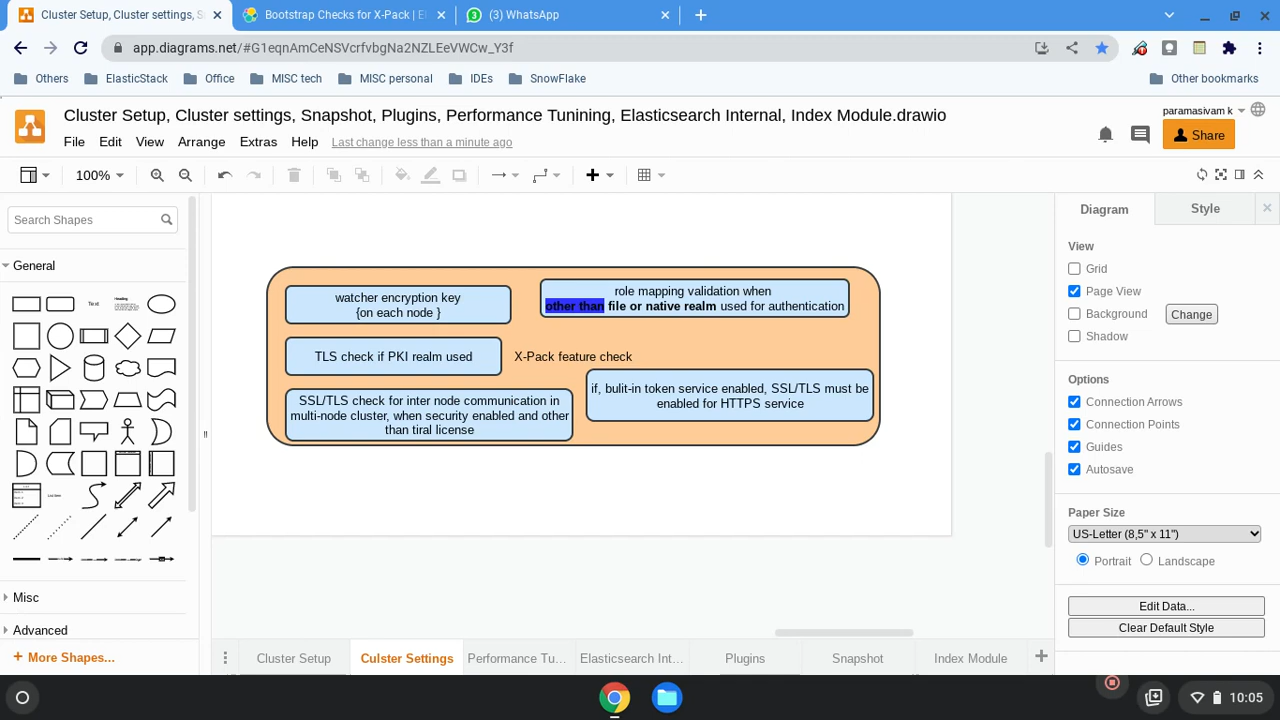 Cluster Setup, Cluster settings, S
Bootstrap Checks for X-Pack | El
(3) WhatsApp
app.diagrams.net/#G1eqnAmCeNSVcrfvbgNa2NZLEeVWCw_Y3f
Others
ElasticStack
Office
MISC tech
MISC personal
IDEs
SnowFlake
Other bookmarks
Cluster Setup, Cluster settings, Snapshot, Plugins, Performance Tunining, Elasticsearch Internal, Index Module.drawio
paramasivam k
File
Edit
View
Arrange
Extras
Help
Last change less than a minute ago
Share
100%
Search Shapes
General
Text
Heading
List Item
Misc
Advanced
+ More Shapes...
watcher encryption key
{on each node }
role mapping validation when
other than file or native realm used for authentication
TLS check if PKI realm used
X-Pack feature check
if, bulit-in token service enabled, SSL/TLS must be
enabled for HTTPS service
SSL/TLS check for inter node communication in
multi-node cluster, when security enabled and other
than tiral license
Diagram
Style
View
Grid
Page View
Background
Change
Shadow
Options
Connection Arrows
Connection Points
Guides
Autosave
Paper Size
US-Letter (8,5" x 11")
Portrait
Landscape
Edit Data...
Clear Default Style
Cluster Setup
Culster Settings
Performance Tu...
Elasticsearch Int...
Plugins
Snapshot
Index Module
10:05